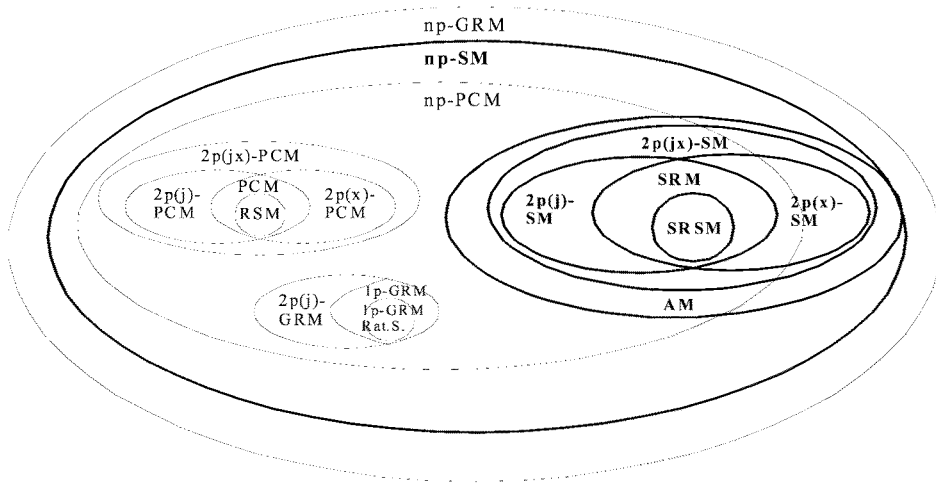 np-GRM
np-SM
np-PCM
2p(jx)-PCM
2p(j)-
PCM
PCM
RSM
2p(x)-
PCM
2p(jx)-SM
2p(j)-
SM
SRM
SRSM
2p(x)-
SM
AM
2p(j)-
GRM
1p-GRM
1p-GRM
Rat.S.